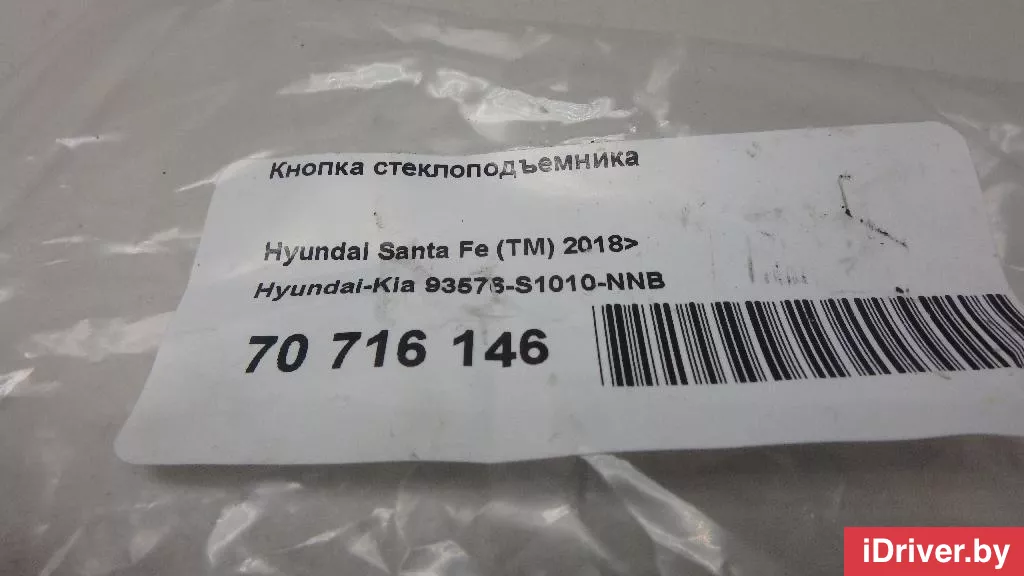 Кнопка стеклоподъемника
Hyundai Santa Fe (TM) 2018>
Hyundai-Kia 93576-S1010-NNB
70 716 146
iDriver.by